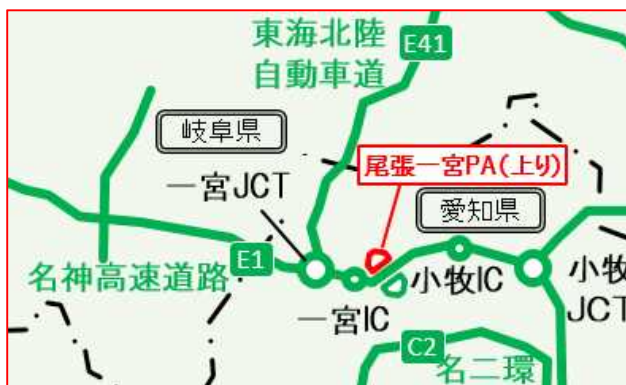 東海北陸
自動車道
E41
岐阜県
尾張一宮PA(上り)
一宮JCT
愛知県
名神高速道路
E1
小牧IC
小牧
JCT
一宮IC
C2
名二環